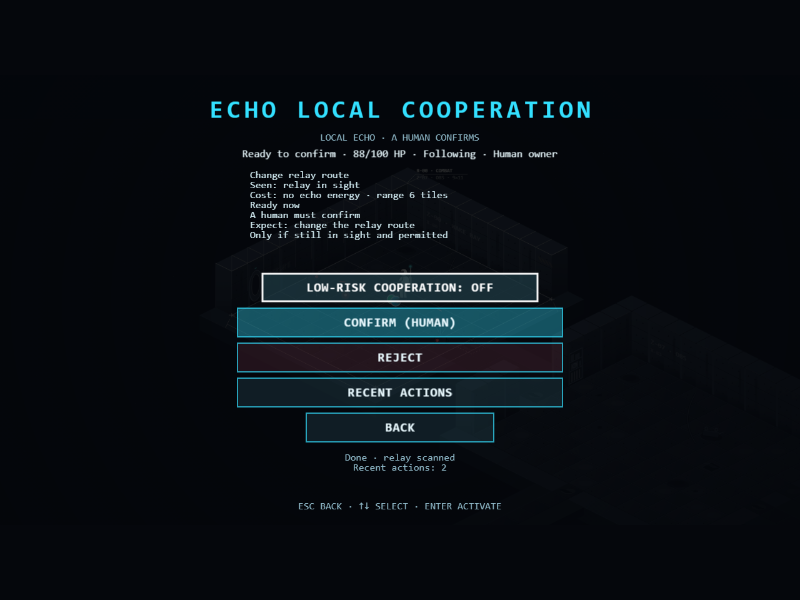 ECHO LOCAL COOPERATION
LOCAL ECHO · A HUMAN CONFIRMS
Ready to confirm · 88/100 HP · Following · Human owner
Change relay route
Seen: relay in sight
Cost: no echo energy · range 6 tiles
Ready now
A human must confirm
Expect: change the relay route
Only if still in sight and permitted
LOW-RISK COOPERATION: OFF
CONFIRM (HUMAN)
REJECT
RECENT ACTIONS
BACK
Done · relay scanned
Recent actions: 2
ESC BACK · ↑↓ SELECT · ENTER ACTIVATE